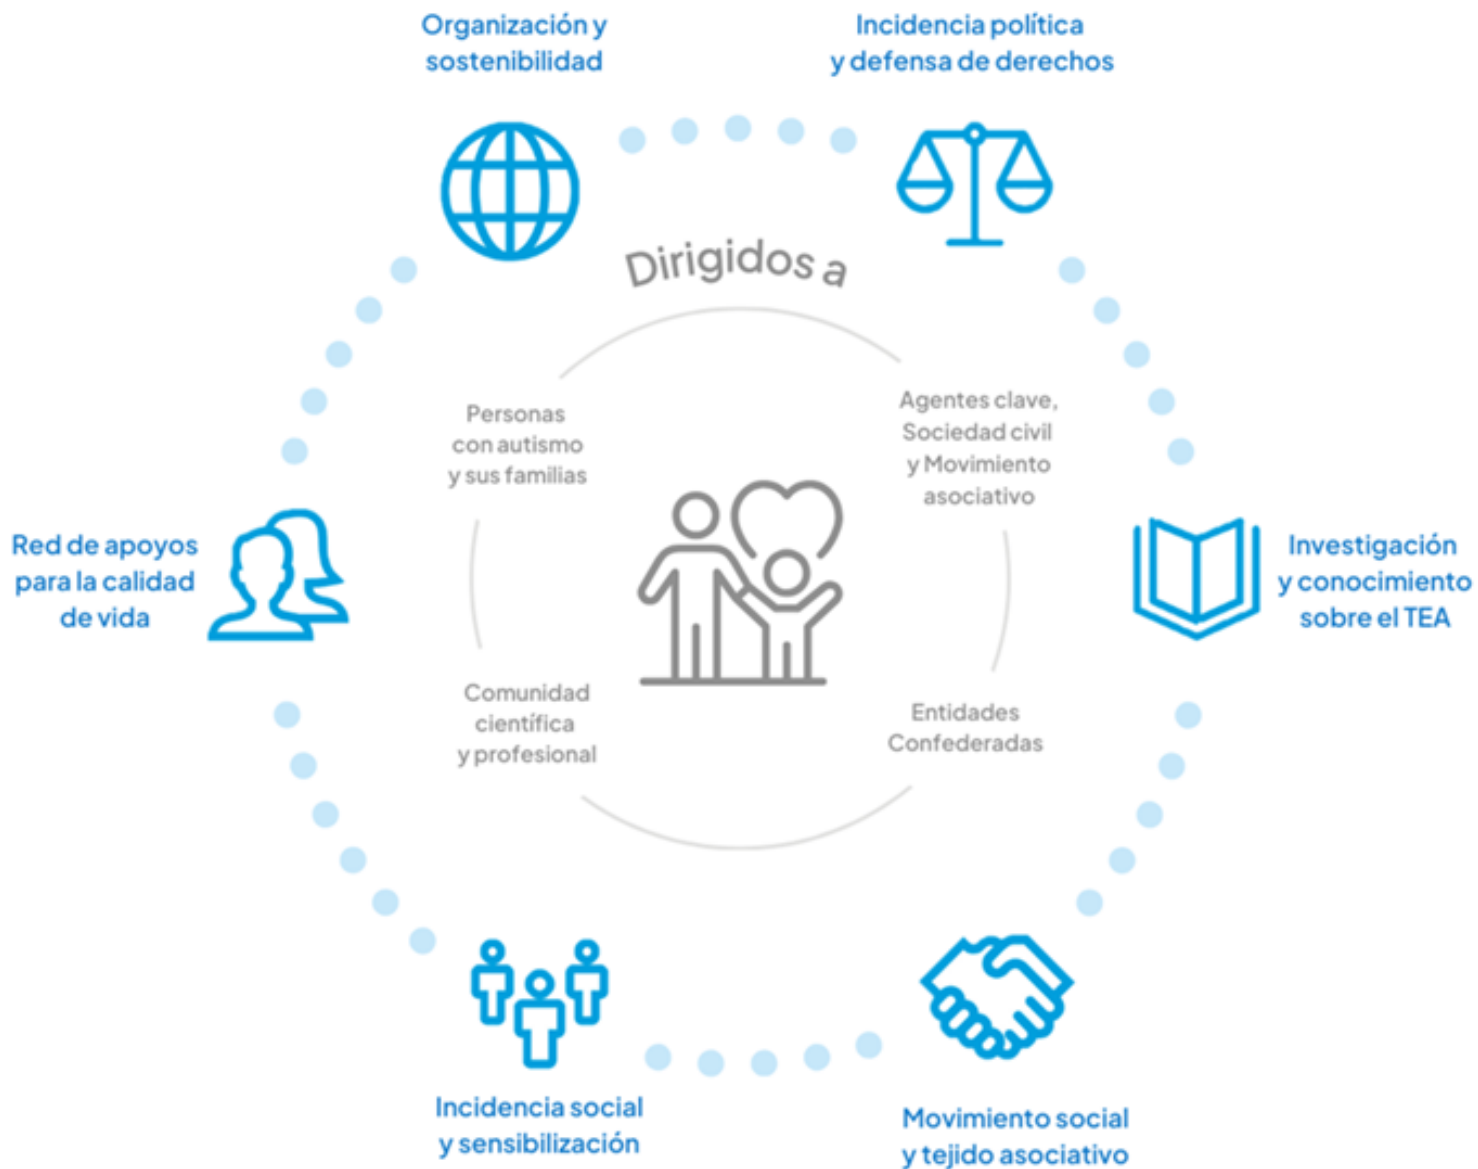 Organización y
sostenibilidad
Incidencia política
y defensa de derechos
Dirigidos a
Personas
con autismo
y sus familias
Agentes clave,
Sociedad civil
y Movimiento
asociativo
Red de apoyos
para la calidad
de vida
Investigación
y conocimiento
sobre el TEA
Comunidad
científica
y profesional
Entidades
Confederadas
Incidencia social
y sensibilización
Movimiento social
y tejido asociativo